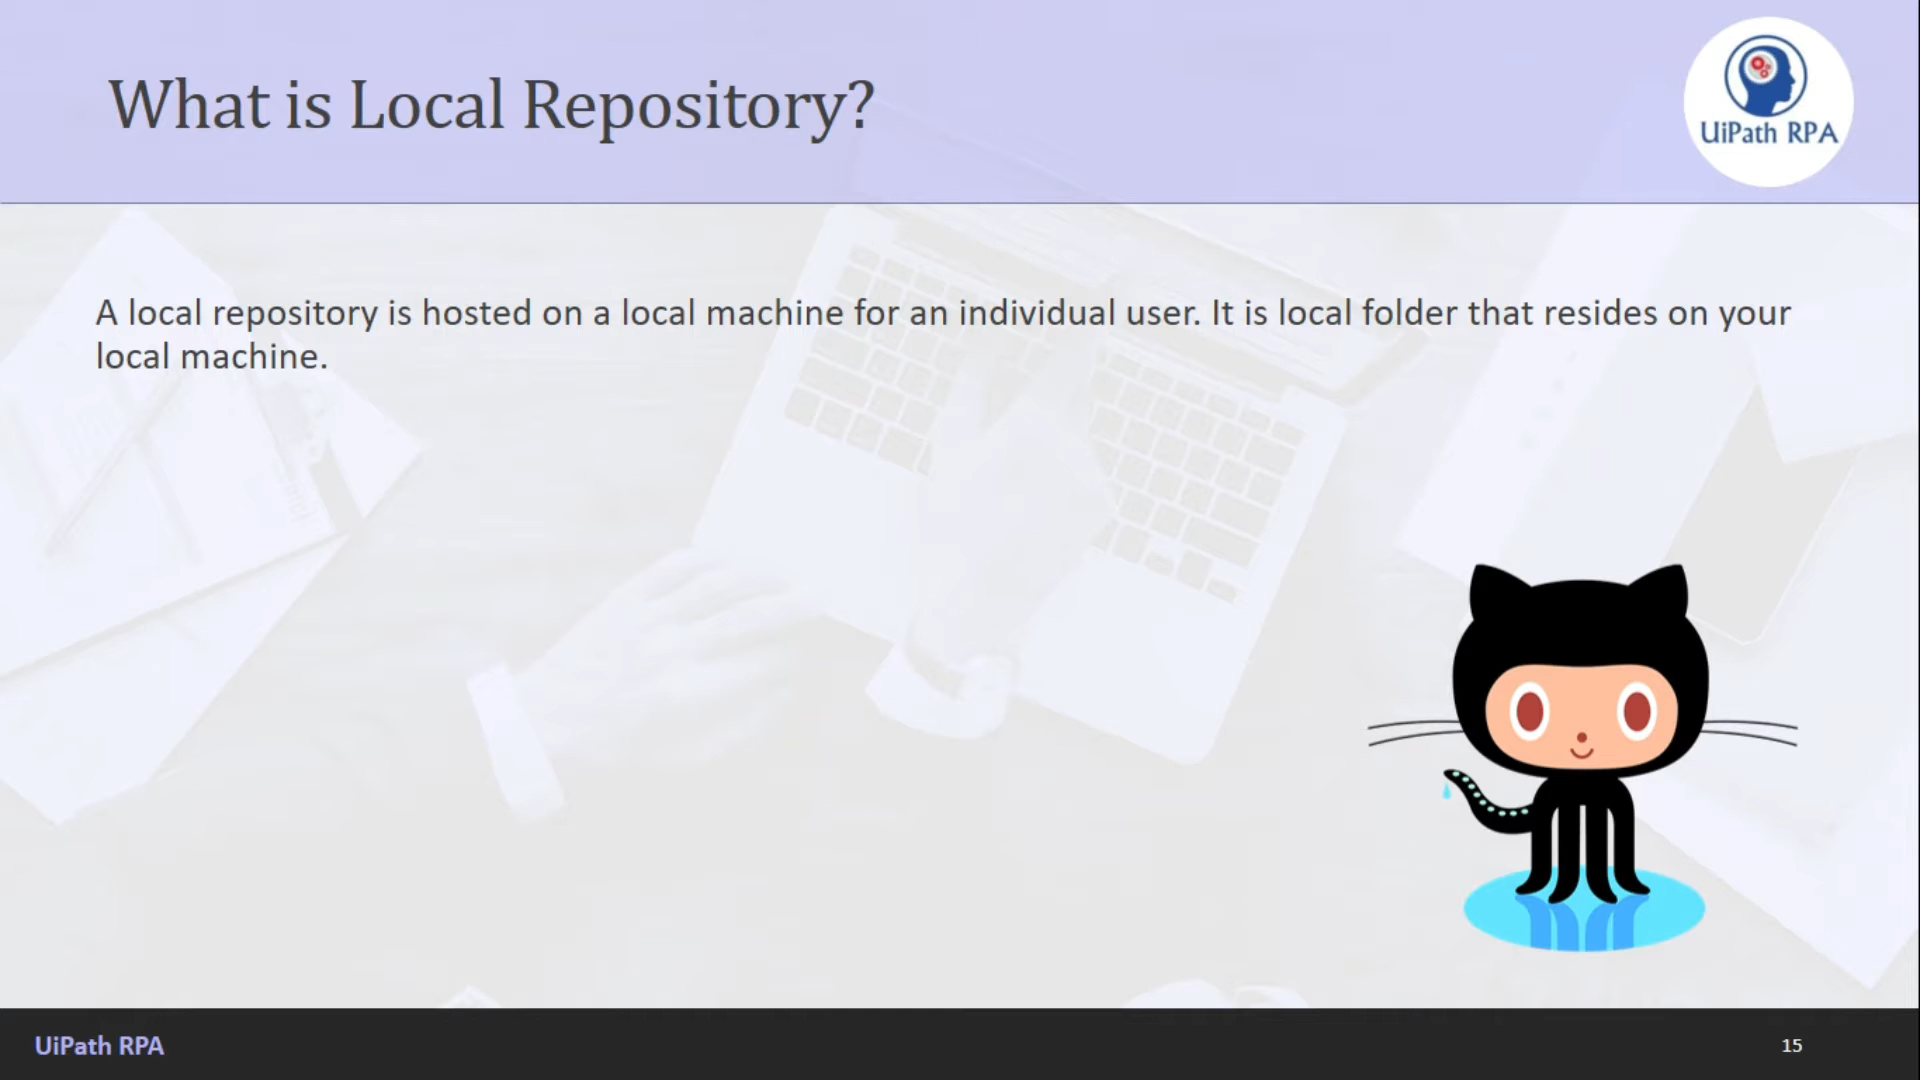 What is Local Repository?
UiPath RPA
A local repository is hosted on a local machine for an individual user. It is local folder that resides on your
local machine.
UiPath RPA
15